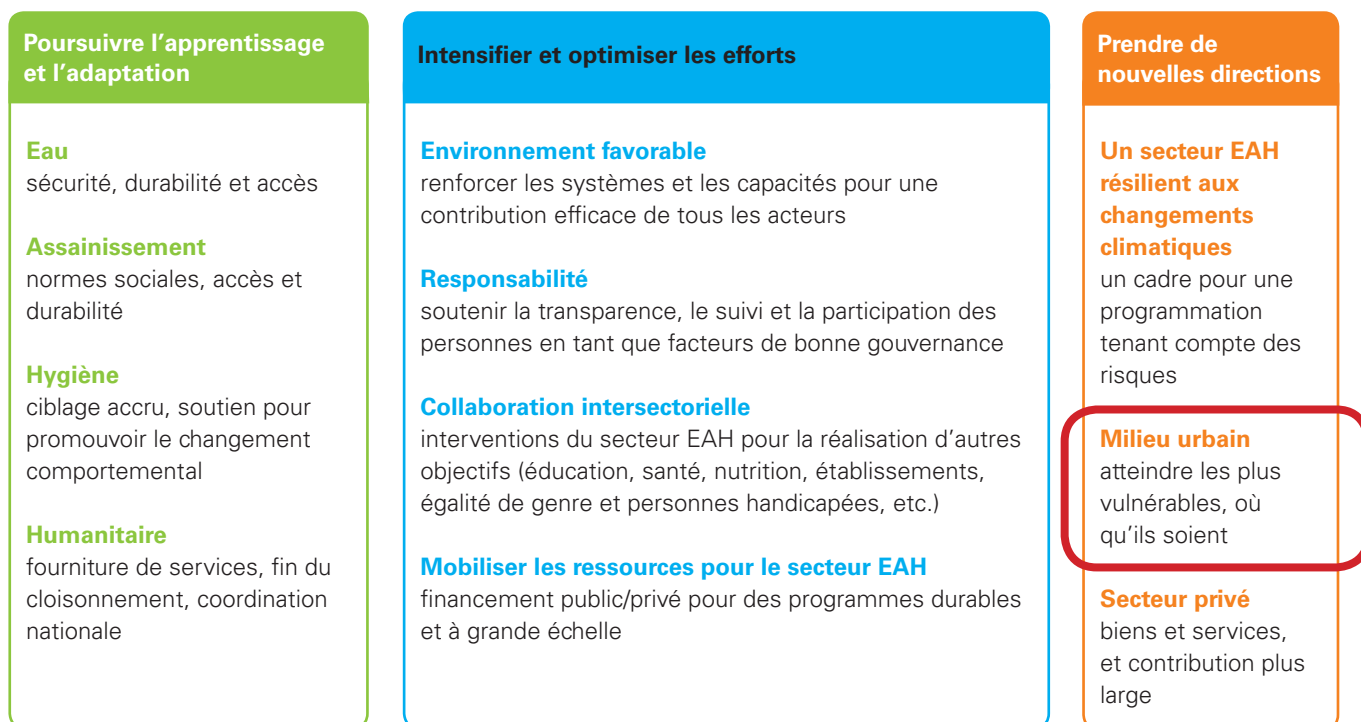 Poursuivre l’apprentissage
et l’adaptation
Eau
sécurité, durabilité et accès
Assainissement
normes sociales, accès et
durabilité
Hygiène
ciblage accru, soutien pour
promouvoir le changement
comportemental
Humanitaire
fourniture de services, fin du
cloisonnement, coordination
nationale
Intensifier et optimiser les efforts
Environnement favorable
renforcer les systèmes et les capacités pour une
contribution efficace de tous les acteurs
Responsabilité
soutenir la transparence, le suivi et la participation des
personnes en tant que facteurs de bonne gouvernance
Collaboration intersectorielle
interventions du secteur EAH pour la réalisation d’autres
objectifs (éducation, santé, nutrition, établissements,
égalité de genre et personnes handicapées, etc.)
Mobiliser les ressources pour le secteur EAH
financement public/privé pour des programmes durables
et à grande échelle
Prendre de
nouvelles directions
Un secteur EAH
résilient aux
changements
climatiques
un cadre pour une
programmation
tenant compte des
risques
Milieu urbain
atteindre les plus
vulnérables, où
qu’ils soient
Secteur privé
biens et services,
et contribution plus
large